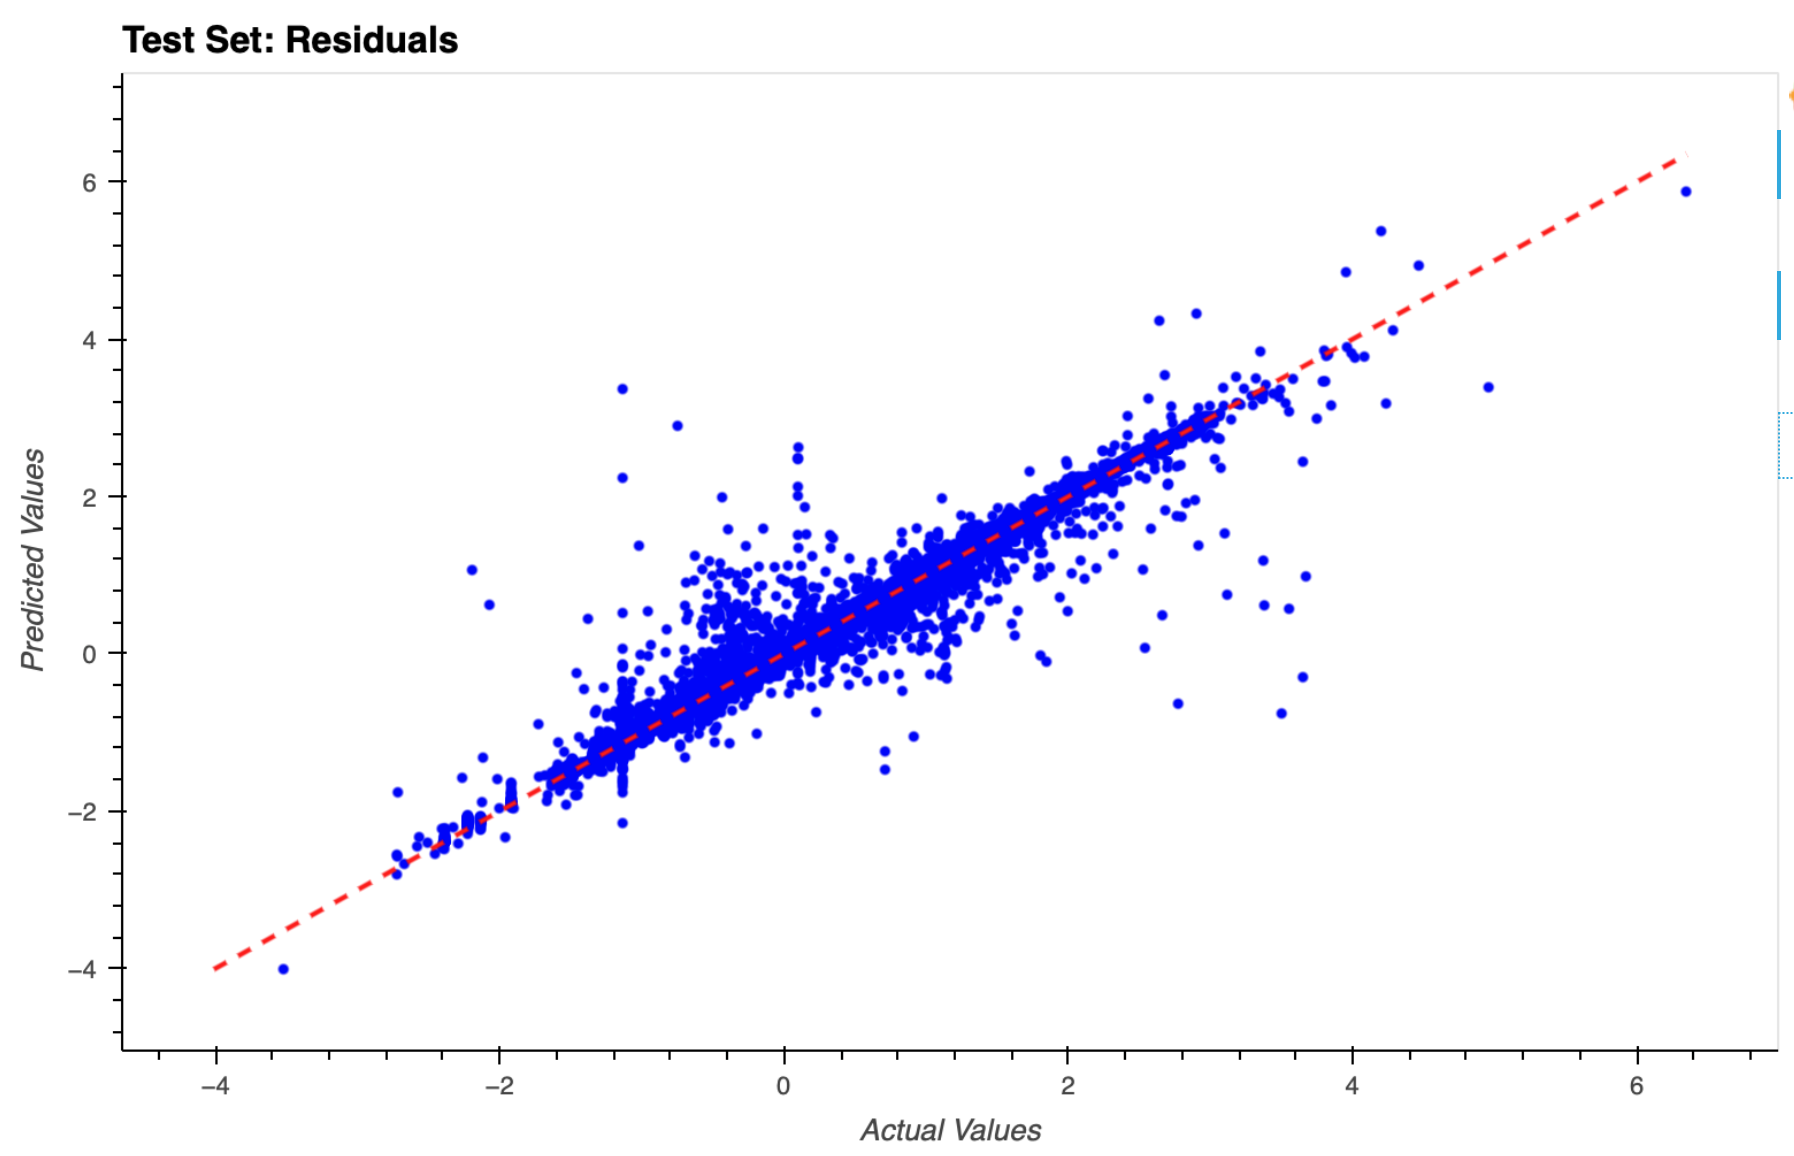 Test Set: Residuals
6
4
2
0
−2
−4
Predicted Values
−4 −2 0 2 4 6
Actual Values